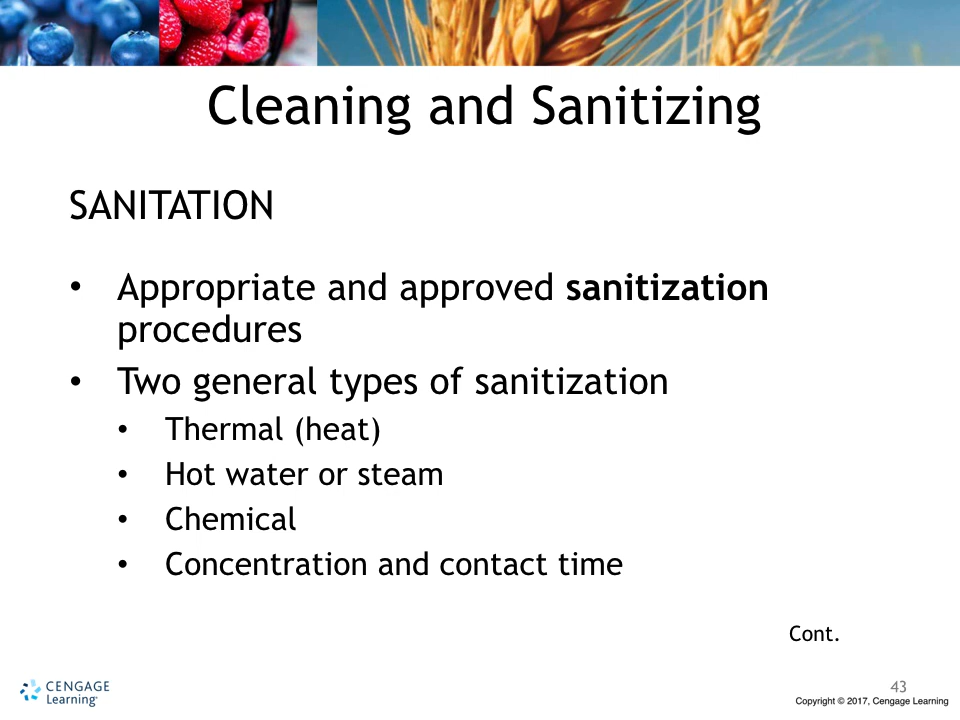 Cleaning and Sanitizing
SANITATION
• Appropriate and approved sanitization
procedures
• Two general types of sanitization
• Thermal (heat)
• Hot water or steam
• Chemical
• Concentration and contact time
Cont.
CENGAGE
Learning
43
Copyright © 2017, Cengage Learning